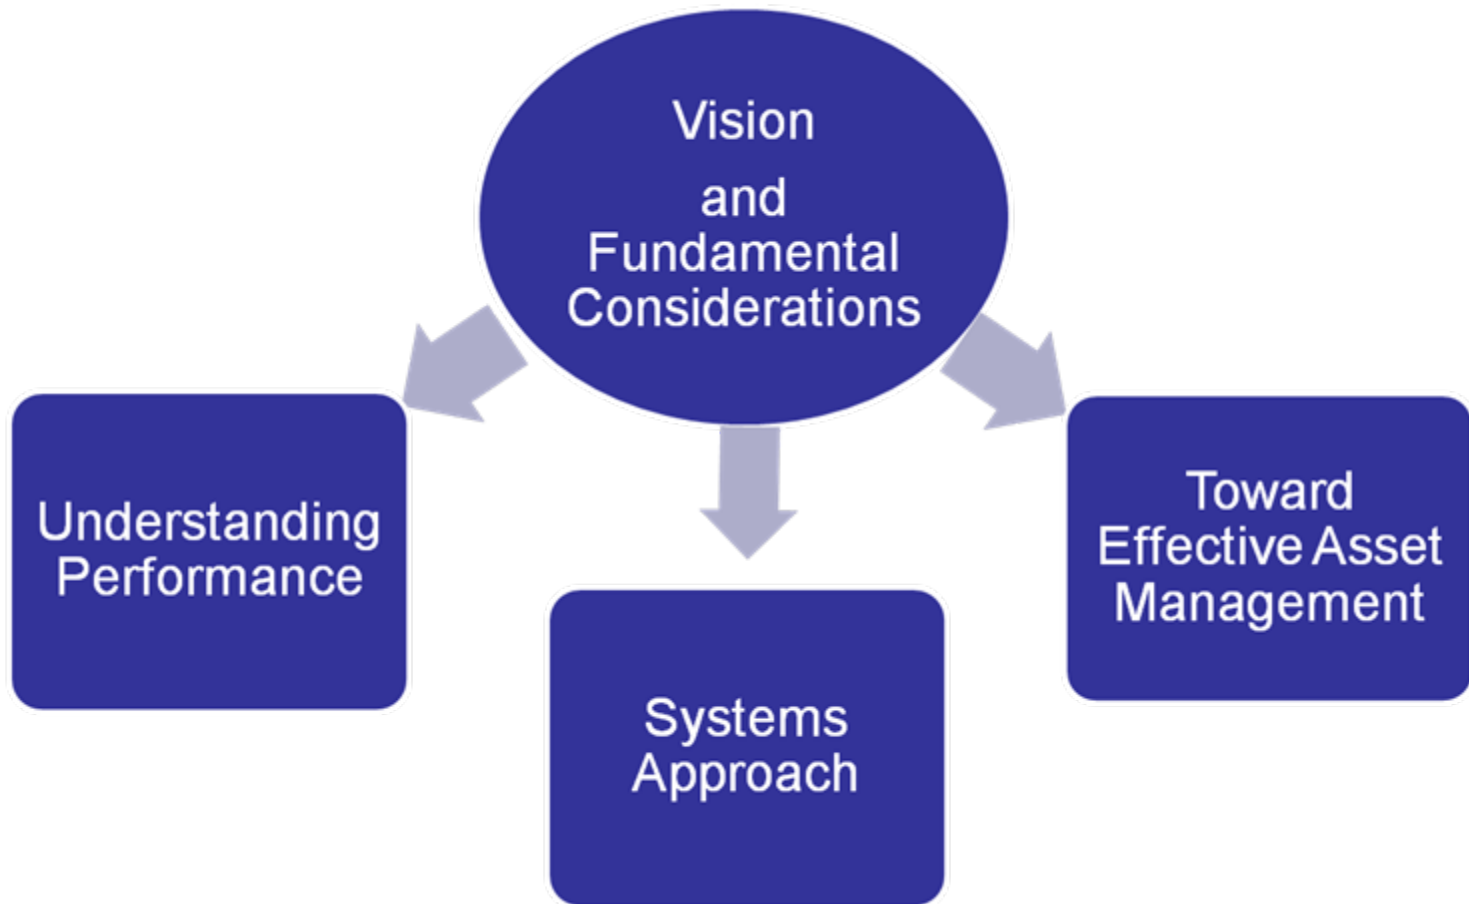 Vision
and
Fundamental
Considerations
Understanding
Performance
Systems
Approach
Toward
Effective Asset
Management